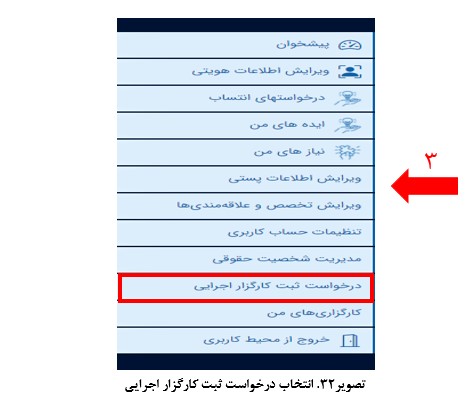 پیشخوان
ویرایش اطلاعات هویتی
درخواستهای انتساب
ایده های من
نیاز های من
۳
ویرایش اطلاعات پستی
ویرایش تخصص و علاقه‌مندی‌ها
تنظیمات حساب کاربری
مدیریت شخصیت حقوقی
درخواست ثبت کارگزار اجرایی
کارگزاری‌های من
خروج از محیط کاربری
تصویر۳۲. انتخاب درخواست ثبت کارگزار اجرایی